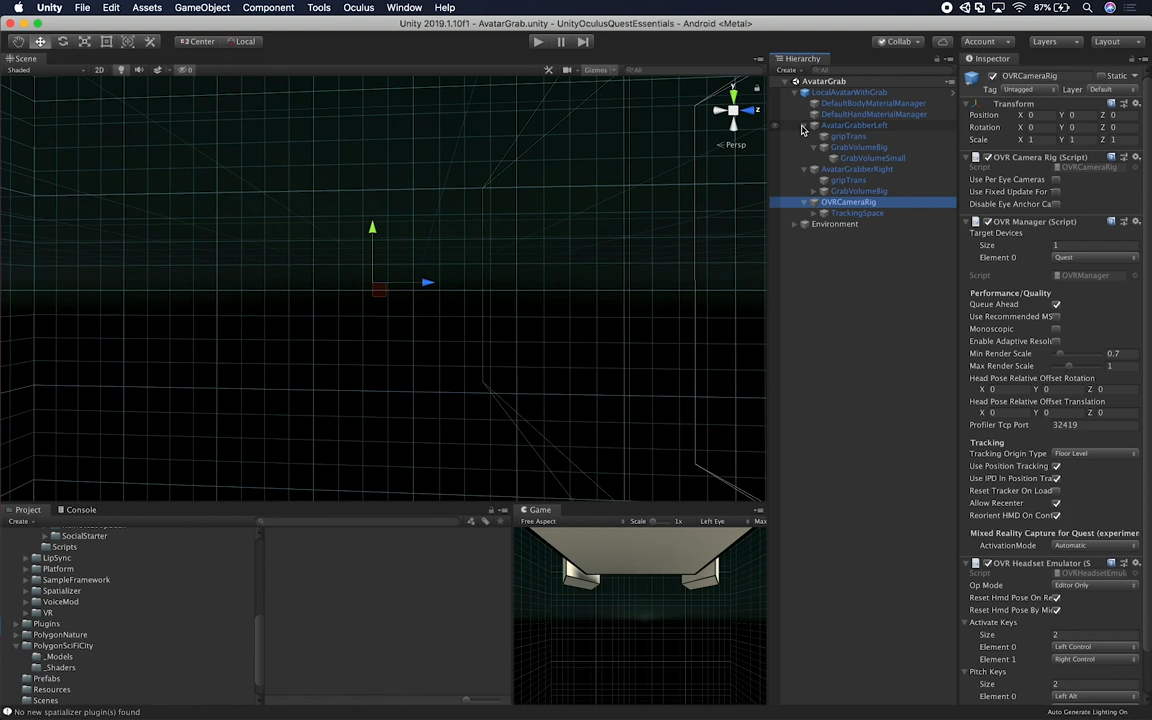 Unity File Edit Assets GameObject Component Tools Oculus Window Help 87%
Unity 2019.1.10f1 - AvatarGrab.unity - UnityOculusQuestEssentials - Android <Metal>
Center Local Collab Account Layers Layout
Scene
Shaded 2D 0 Gizmos All
y
z
Persp
Hierarchy
Create All
AvatarGrab
LocalAvatarWithGrab
DefaultBodyMaterialManager
DefaultHandMaterialManager
AvatarGrabberLeft
gripTrans
GrabVolumeBig
GrabVolumeSmall
AvatarGrabberRight
gripTrans
GrabVolumeBig
OVRCameraRig
TrackingSpace
Environment
Inspector
OVRCameraRig Static
Tag Untagged Layer Default
Transform
Position X 0 Y 0 Z 0
Rotation X 0 Y 0 Z 0
Scale X 1 Y 1 Z 1
OVR Camera Rig (Script)
Script OVRCameraRig
Use Per Eye Cameras
Use Fixed Update For
Disable Eye Anchor Ca
OVR Manager (Script)
Target Devices
Size 1
Element 0 Quest
Script OVRManager
Performance/Quality
Queue Ahead
Use Recommended MS
Monoscopic
Enable Adaptive Resol
Min Render Scale 0.7
Max Render Scale 1
Head Pose Relative Offset Rotation
X 0 Y 0 Z 0
Head Pose Relative Offset Translation
X 0 Y 0 Z 0
Profiler Tcp Port 32419
Tracking
Tracking Origin Type Floor Level
Use Position Tracking
Use IPD In Position Tra
Reset Tracker On Load
Allow Recenter
Reorient HMD On Con
Mixed Reality Capture for Quest (experimer
ActivationMode Automatic
OVR Headset Emulator (S
Script OVRHeadsetEmul
Op Mode Editor Only
Reset Hmd Pose On Re
Reset Hmd Pose By Mi
Activate Keys
Size 2
Element 0 Left Control
Element 1 Right Control
Pitch Keys
Size 2
Element 0 Left Alt
Project Console
Create
SocialStarter
Scripts
LipSync
Platform
SampleFramework
Spatializer
VoiceMod
VR
Plugins
PolygonNature
PolygonSciFiCity
_Models
_Shaders
Prefabs
Resources
Scenes
Game
Free Aspect Scale 1x Left Eye Max
No new spatializer plugin(s) found
Auto Generate Lighting On